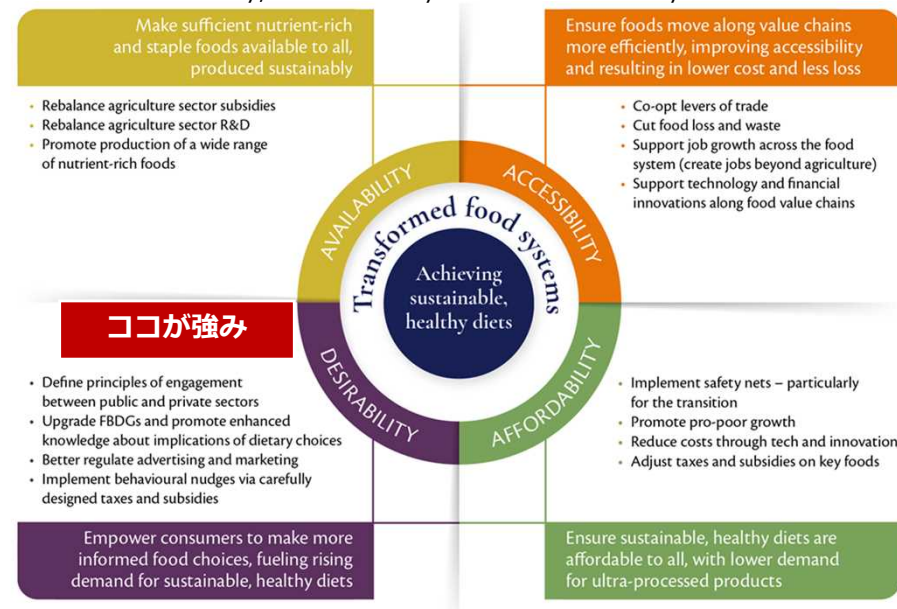 Make sufficient nutrient-rich
and staple foods available to all,
produced sustainably
• Rebalance agriculture sector subsidies
• Rebalance agriculture sector R&D
• Promote production of a wide range
of nutrient-rich foods
Ensure foods move along value chains
more efficiently, improving accessibility
and resulting in lower cost and less loss
• Co-opt levers of trade
• Cut food loss and waste
• Support job growth across the food
system (create jobs beyond agriculture)
• Support technology and financial
innovations along food value chains
AVAILABILITY
ACCESSIBILITY
Transformed food systems
Achieving
sustainable,
healthy diets
ココが強み
DESIRABILITY
AFFORDABILITY
• Define principles of engagement
between public and private sectors
• Upgrade FBDGs and promote enhanced
knowledge about implications of dietary choices
• Better regulate advertising and marketing
• Implement behavioural nudges via carefully
designed taxes and subsidies
Empower consumers to make more
informed food choices, fueling rising
demand for sustainable, healthy diets
• Implement safety nets – particularly
for the transition
• Promote pro-poor growth
• Reduce costs through tech and innovation
• Adjust taxes and subsidies on key foods
Ensure sustainable, healthy diets are
affordable to all, with lower demand
for ultra-processed products